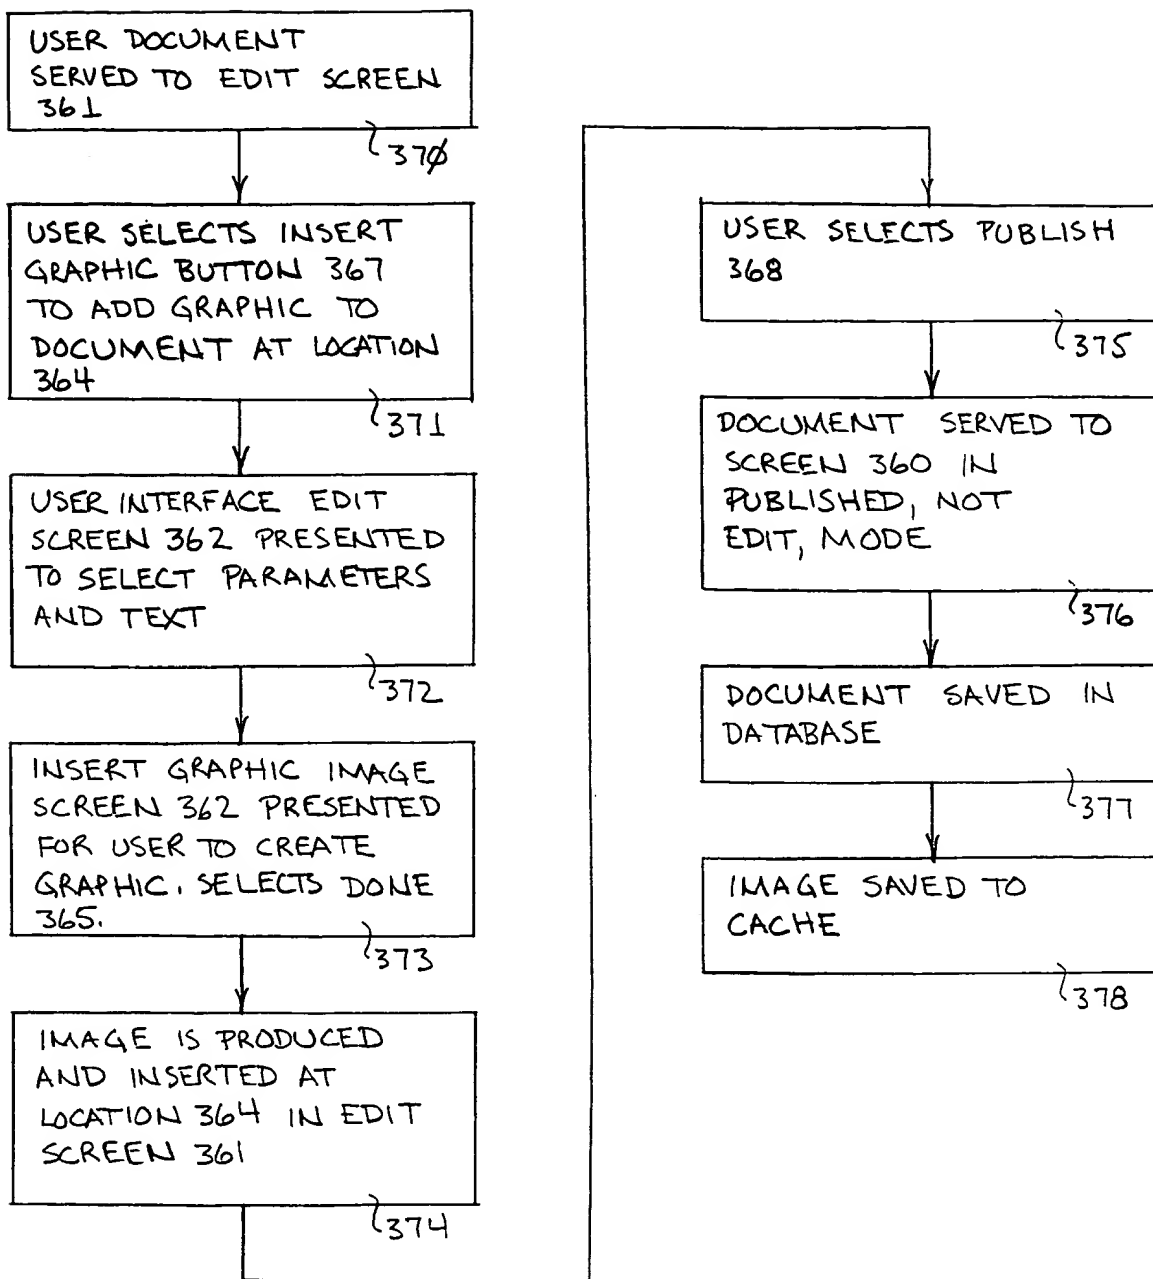 USER DOCUMENT
SERVED TO EDIT SCREEN
361
370
USER SELECTS INSERT
GRAPHIC BUTTON 367
TO ADD GRAPHIC TO
DOCUMENT AT LOCATION
364
371
USER INTERFACE EDIT
SCREEN 362 PRESENTED
TO SELECT PARAMETERS
AND TEXT
372
INSERT GRAPHIC IMAGE
SCREEN 362 PRESENTED
FOR USER TO CREATE
GRAPHIC. SELECTS DONE
365.
373
IMAGE IS PRODUCED
AND INSERTED AT
LOCATION 364 IN EDIT
SCREEN 361
374
USER SELECTS PUBLISH
368
375
DOCUMENT SERVED TO
SCREEN 360 IN
PUBLISHED, NOT
EDIT, MODE
376
DOCUMENT SAVED IN
DATABASE
377
IMAGE SAVED TO
CACHE
378